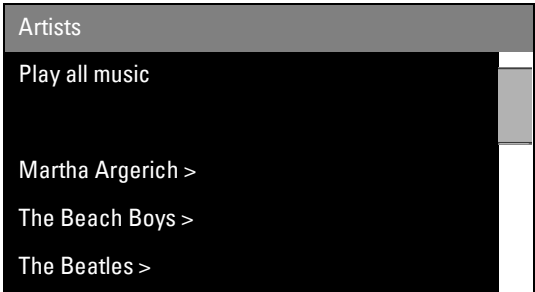 Artists
Play all music
Martha Argerich >
The Beach Boys >
The Beatles >